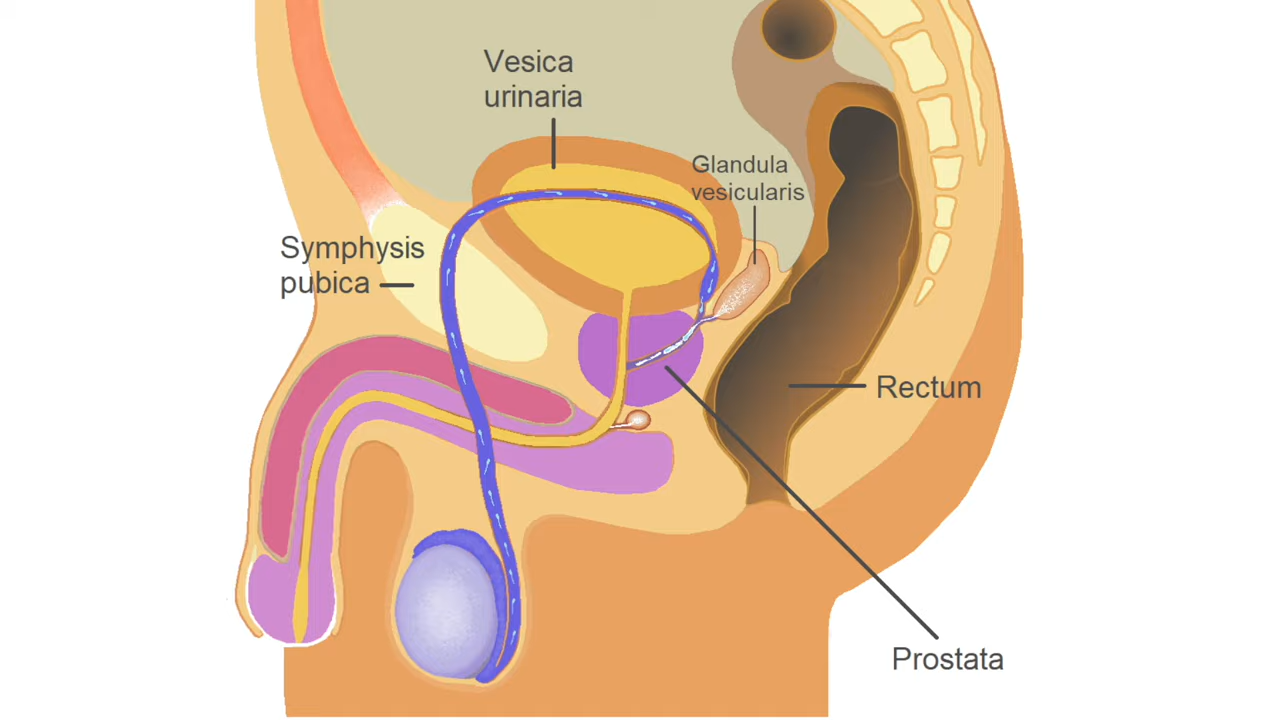 Vesica
urinaria
Glandula
vesicularis
Symphysis
pubica
Rectum
Prostata